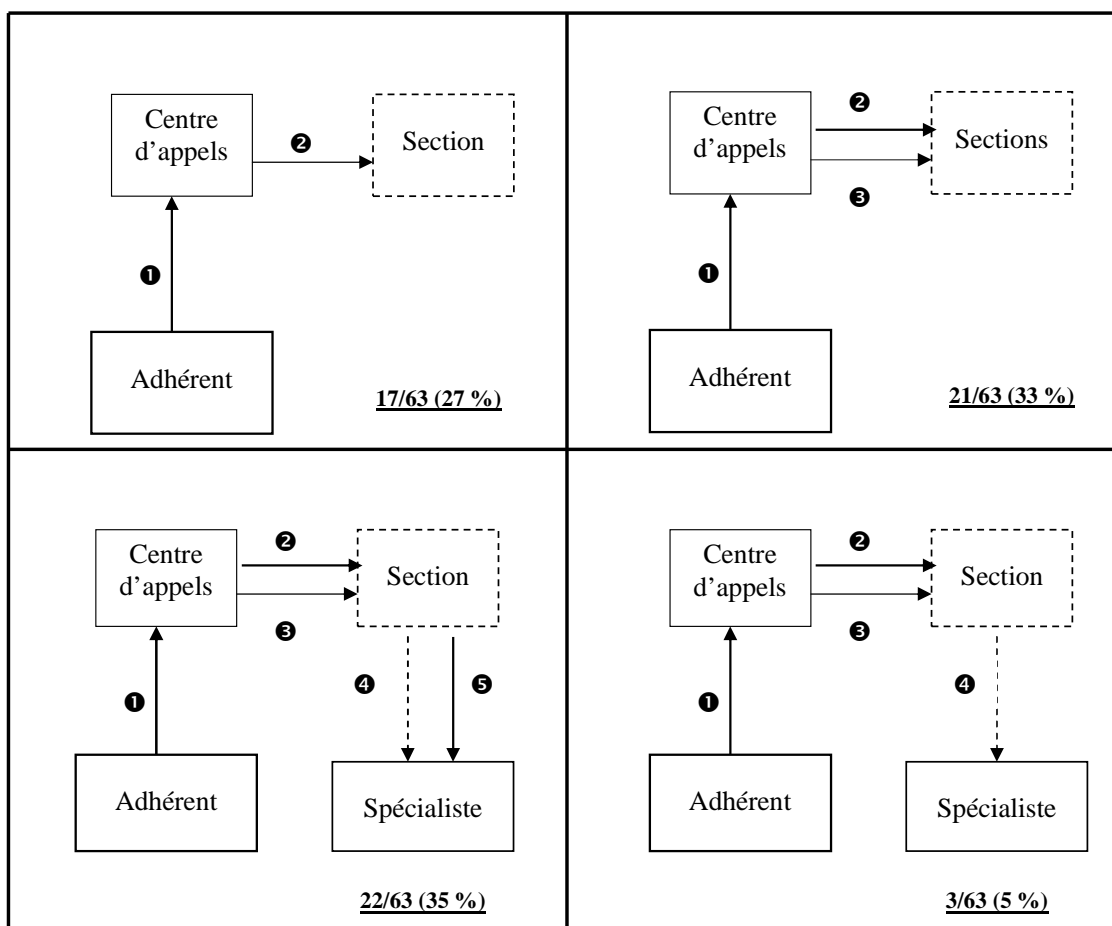 Centre
d'appels
❷
Section
❶
Adhérent
17/63 (27 %)
Centre
d'appels
❷
❸
Sections
❶
Adhérent
21/63 (33 %)
Centre
d'appels
❷
❸
Section
❹
❺
❶
Adhérent
Spécialiste
22/63 (35 %)
Centre
d'appels
❷
❸
Section
❹
❶
Adhérent
Spécialiste
3/63 (5 %)